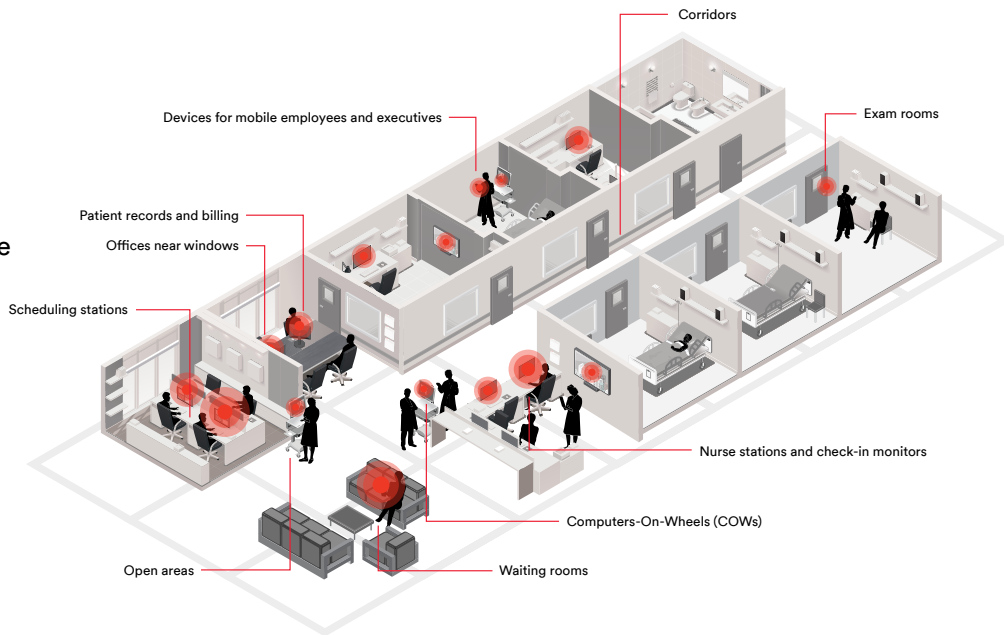 Corridors
Devices for mobile employees and executives
Exam rooms
Patient records and billing
Offices near windows
Scheduling stations
Nurse stations and check-in monitors
Computers-On-Wheels (COWs)
Open areas
Waiting rooms